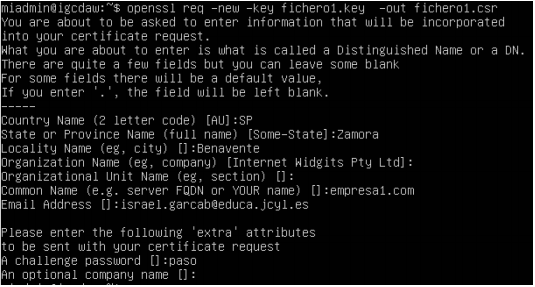 miadmin@igcdaw:~$ openssl req -new -key fichero1.key  -out fichero1.csr
You are about to be asked to enter information that will be incorporated
into your certificate request.
What you are about to enter is what is called a Distinguished Name or a DN.
There are quite a few fields but you can leave some blank
For some fields there will be a default value,
If you enter '.', the field will be left blank.
-----
Country Name (2 letter code) [AU]:SP
State or Province Name (full name) [Some-State]:Zamora
Locality Name (eg, city) []:Benavente
Organization Name (eg, company) [Internet Widgits Pty Ltd]:
Organizational Unit Name (eg, section) []:
Common Name (e.g. server FQDN or YOUR name) []:empresa1.com
Email Address []:israel.garcab@educa.jcyl.es

Please enter the following 'extra' attributes
to be sent with your certificate request
A challenge password []:paso
An optional company name []: